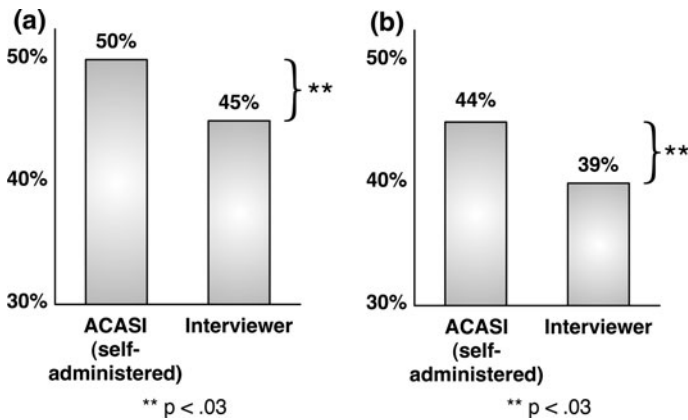 (a)
50%
50%
45%
**
40%
30%
ACASI
(self-
administered)
Interviewer
** p < .03
(b)
50%
44%
39%
**
40%
30%
ACASI
(self-
administered)
Interviewer
** p < .03